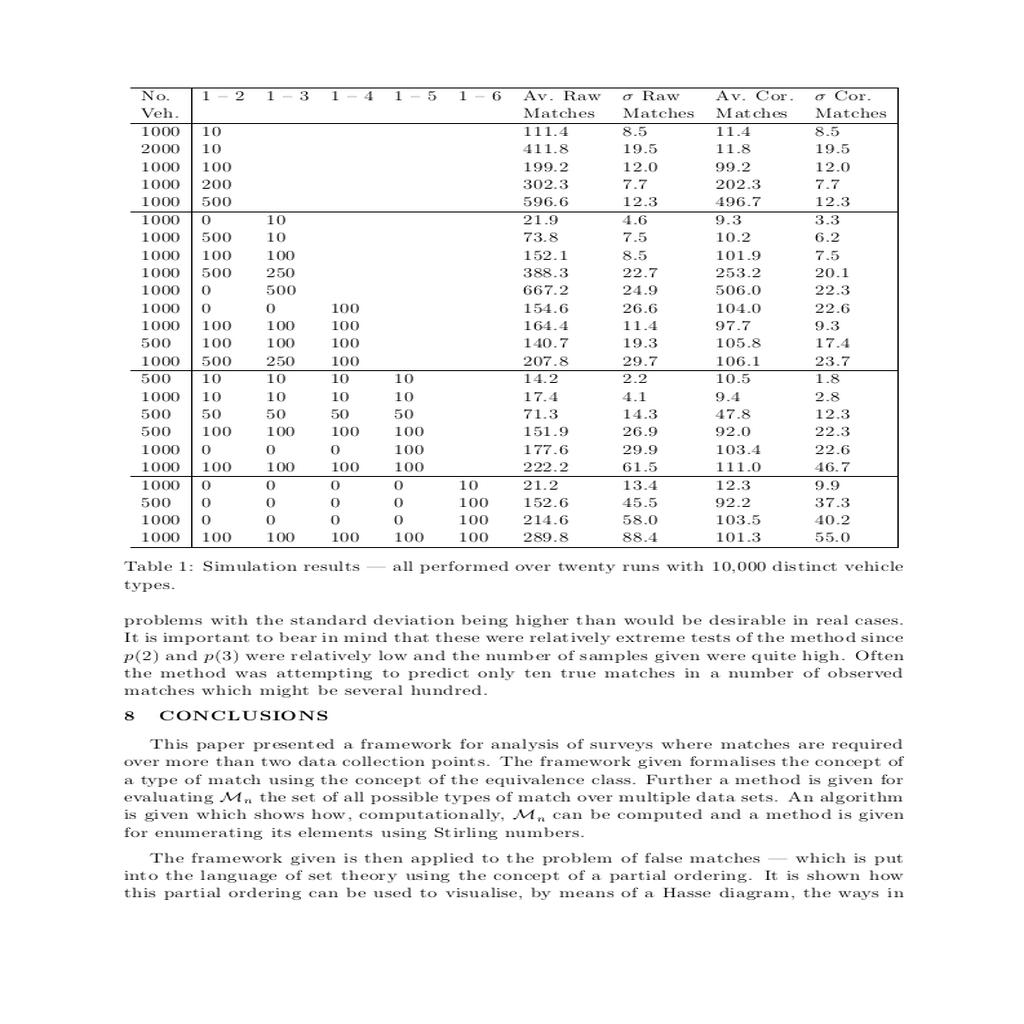 No. 1 – 2 1 – 3 1 – 4 1 – 5 1 – 6 Av. Raw σ Raw Av. Cor. σ Cor.
Veh. Matches Matches Matches Matches
1000 10 111.4 8.5 11.4 8.5
2000 10 411.8 19.5 11.8 19.5
1000 100 199.2 12.0 99.2 12.0
1000 200 302.3 7.7 202.3 7.7
1000 500 596.6 12.3 496.7 12.3
1000 0 10 21.9 4.6 9.3 3.3
1000 500 10 73.8 7.5 10.2 6.2
1000 100 100 152.1 8.5 101.9 7.5
1000 500 250 388.3 22.7 253.2 20.1
1000 0 500 667.2 24.9 506.0 22.3
1000 0 0 100 154.6 26.6 104.0 22.6
1000 100 100 100 164.4 11.4 97.7 9.3
500 100 100 100 140.7 19.3 105.8 17.4
1000 500 250 100 207.8 29.7 106.1 23.7
500 10 10 10 10 14.2 2.2 10.5 1.8
1000 10 10 10 10 17.4 4.1 9.4 2.8
500 50 50 50 50 71.3 14.3 47.8 12.3
500 100 100 100 100 151.9 26.9 92.0 22.3
1000 0 0 0 100 177.6 29.9 103.4 22.6
1000 100 100 100 100 222.2 61.5 111.0 46.7
1000 0 0 0 0 10 21.2 13.4 12.3 9.9
500 0 0 0 0 100 152.6 45.5 92.2 37.3
1000 0 0 0 0 100 214.6 58.0 103.5 40.2
1000 100 100 100 100 100 289.8 88.4 101.3 55.0
Table 1: Simulation results — all performed over twenty runs with 10,000 distinct vehicle
types.
problems with the standard deviation being higher than would be desirable in real cases.
It is important to bear in mind that these were relatively extreme tests of the method since
p(2) and p(3) were relatively low and the number of samples given were quite high. Often
the method was attempting to predict only ten true matches in a number of observed
matches which might be several hundred.
8 CONCLUSIONS
This paper presented a framework for analysis of surveys where matches are required
over more than two data collection points. The framework given formalises the concept of
a type of match using the concept of the equivalence class. Further a method is given for
evaluating ℳₙ the set of all possible types of match over multiple data sets. An algorithm
is given which shows how, computationally, ℳₙ can be computed and a method is given
for enumerating its elements using Stirling numbers.
The framework given is then applied to the problem of false matches — which is put
into the language of set theory using the concept of a partial ordering. It is shown how
this partial ordering can be used to visualise, by means of a Hasse diagram, the ways in